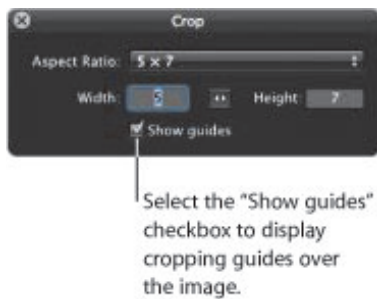 Crop
Aspect Ratio: 5 × 7
Width: 5 Height: 7
Show guides
Select the “Show guides”
checkbox to display
cropping guides over
the image.